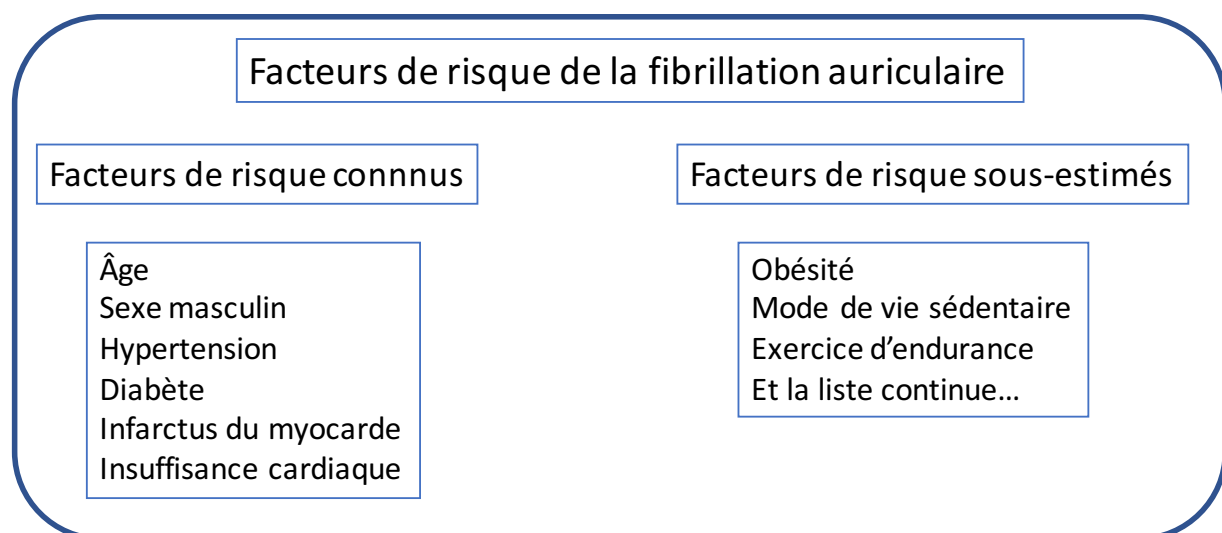 Facteurs de risque de la fibrillation auriculaire
Facteurs de risque connnus
Âge
Sexe masculin
Hypertension
Diabète
Infarctus du myocarde
Insuffisance cardiaque
Facteurs de risque sous-estimés
Obésité
Mode de vie sédentaire
Exercice d’endurance
Et la liste continue…